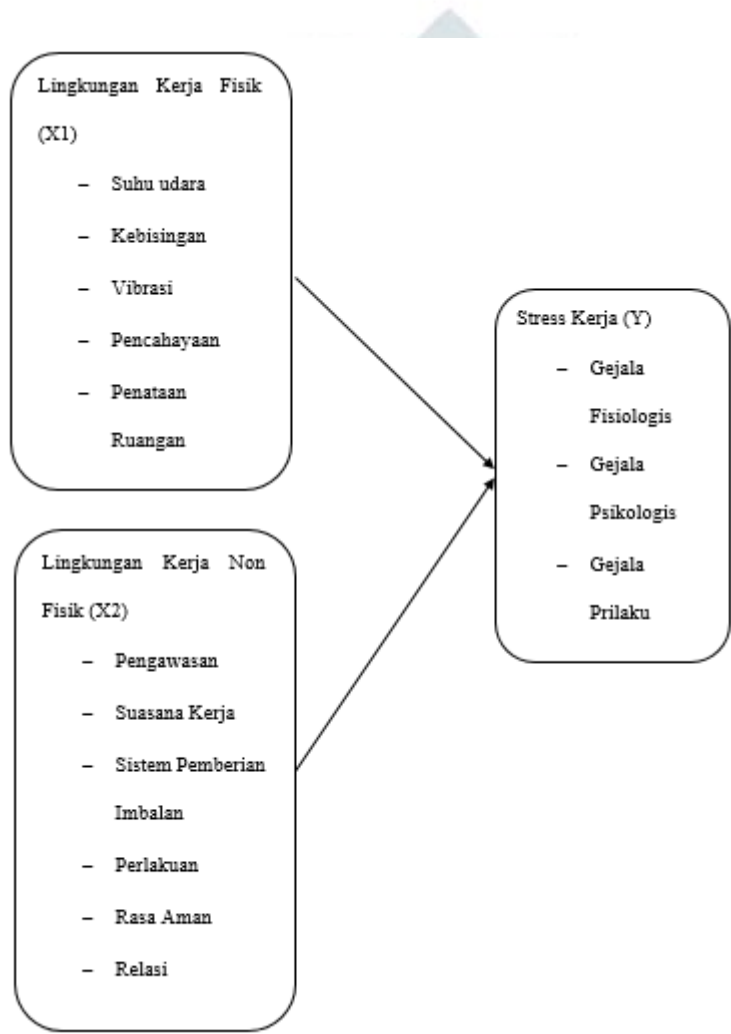 Lingkungan Kerja Fisik
(X1)
– Suhu udara
– Kebisingan
– Vibrasi
– Pencahayaan
– Penataan
Ruangan
Stress Kerja (Y)
– Gejala
Fisiologis
– Gejala
Psikologis
– Gejala
Prilaku
Lingkungan Kerja Non
Fisik (X2)
– Pengawasan
– Suasana Kerja
– Sistem Pemberian
Imbalan
– Perlakuan
– Rasa Aman
– Relasi